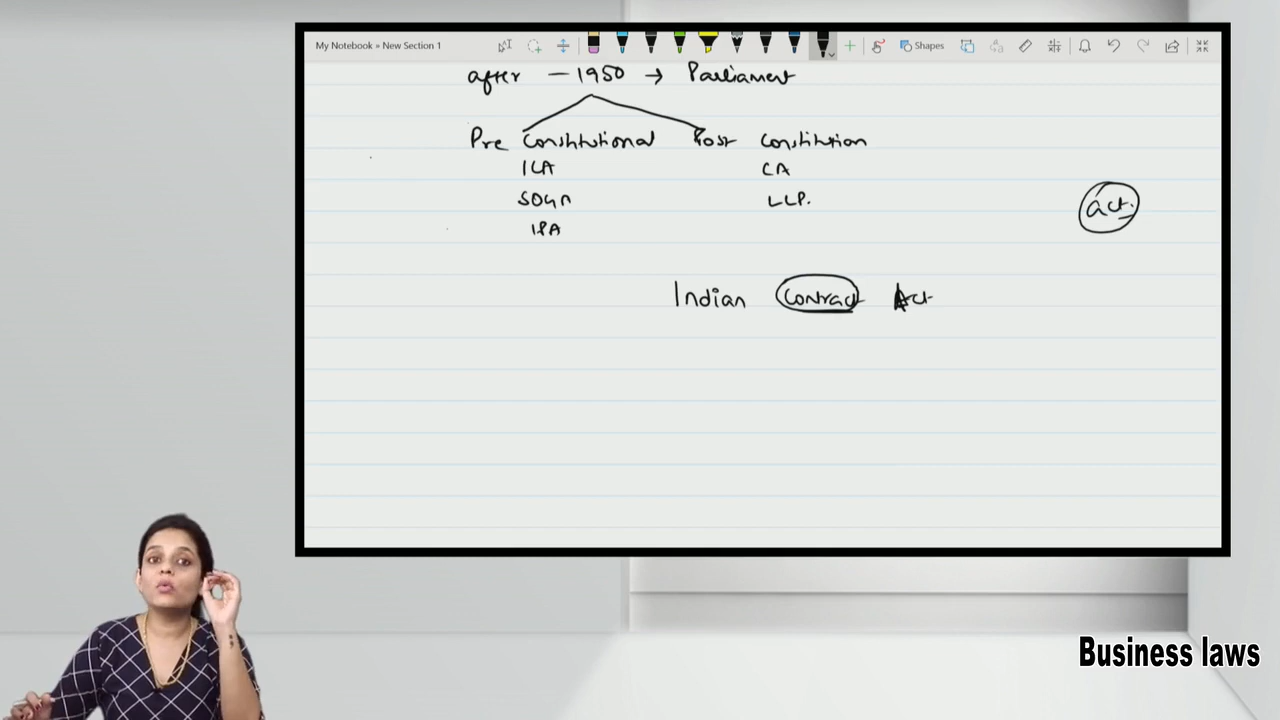 My Notebook » New Section 1
Shapes
after - 1950 → Parliament
Pre Constitutional Post Constitution
ICA CA
SOGA LLP.
IPA
act.
Indian Contract Act
Business laws